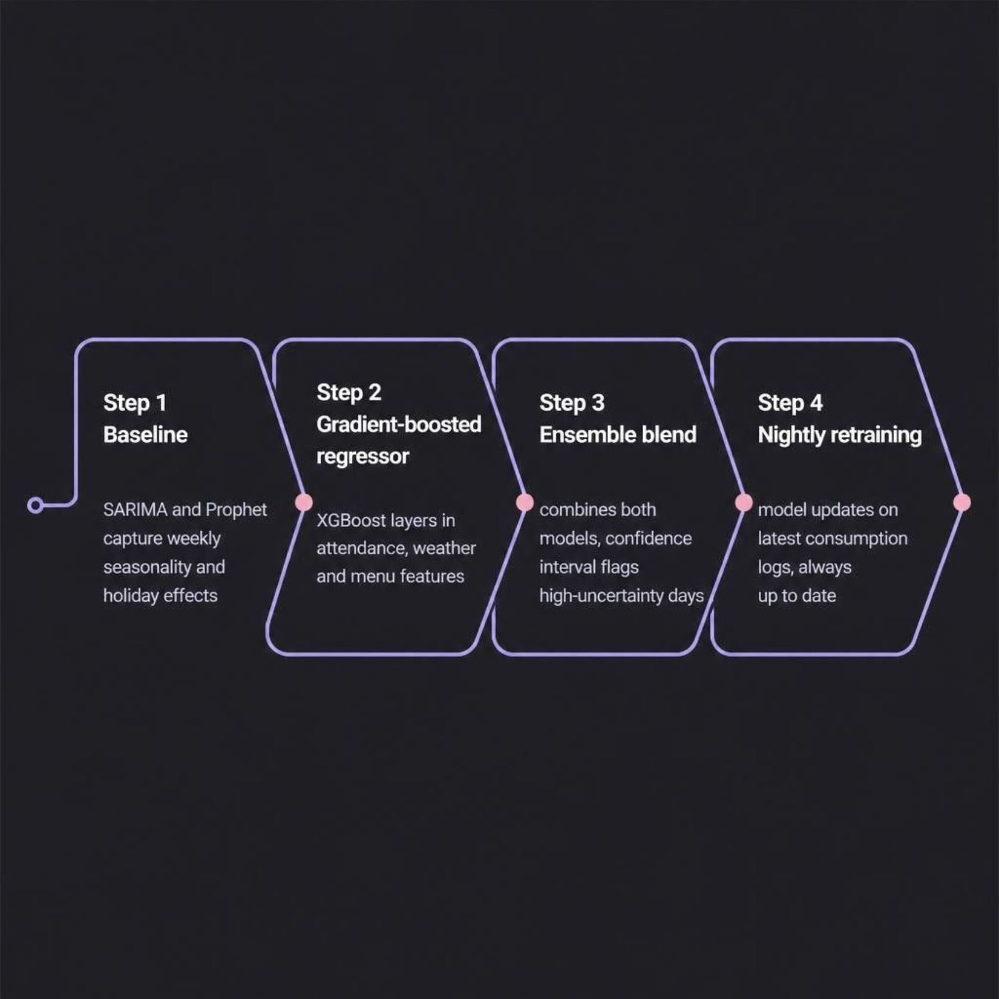 Step 1
Baseline
SARIMA and Prophet
capture weekly
seasonality and
holiday effects
Step 2
Gradient-boosted
regressor
XGBoost layers in
attendance, weather
and menu features
Step 3
Ensemble blend
combines both
models, confidence
interval flags
high-uncertainty days
Step 4
Nightly retraining
model updates on
latest consumption
logs, always
up to date